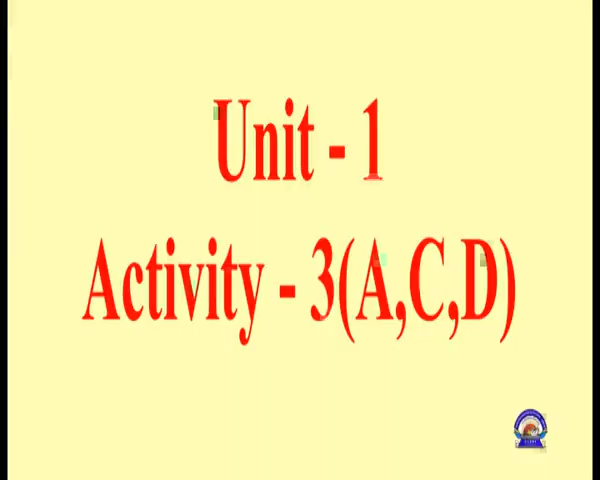 Unit - 1
Activity - 3(A,C,D)